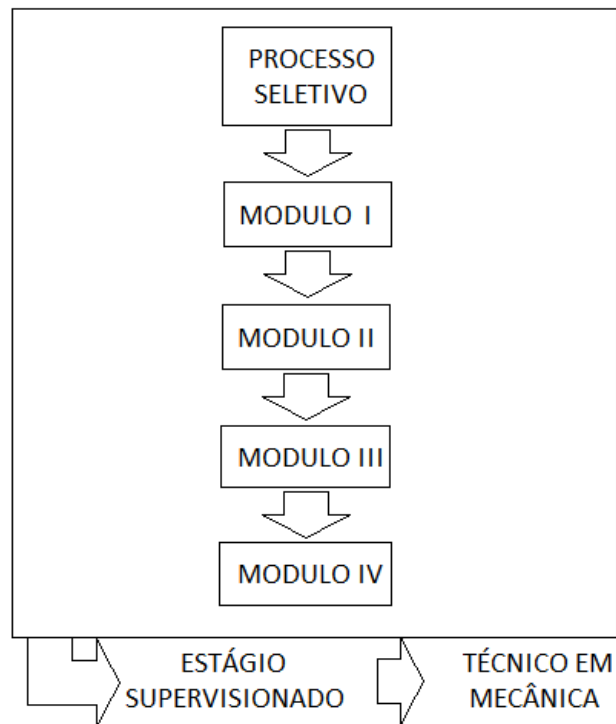 PROCESSO
SELETIVO
MODULO I
MODULO II
MODULO III
MODULO IV
ESTÁGIO
SUPERVISIONADO
TÉCNICO EM
MECÂNICA